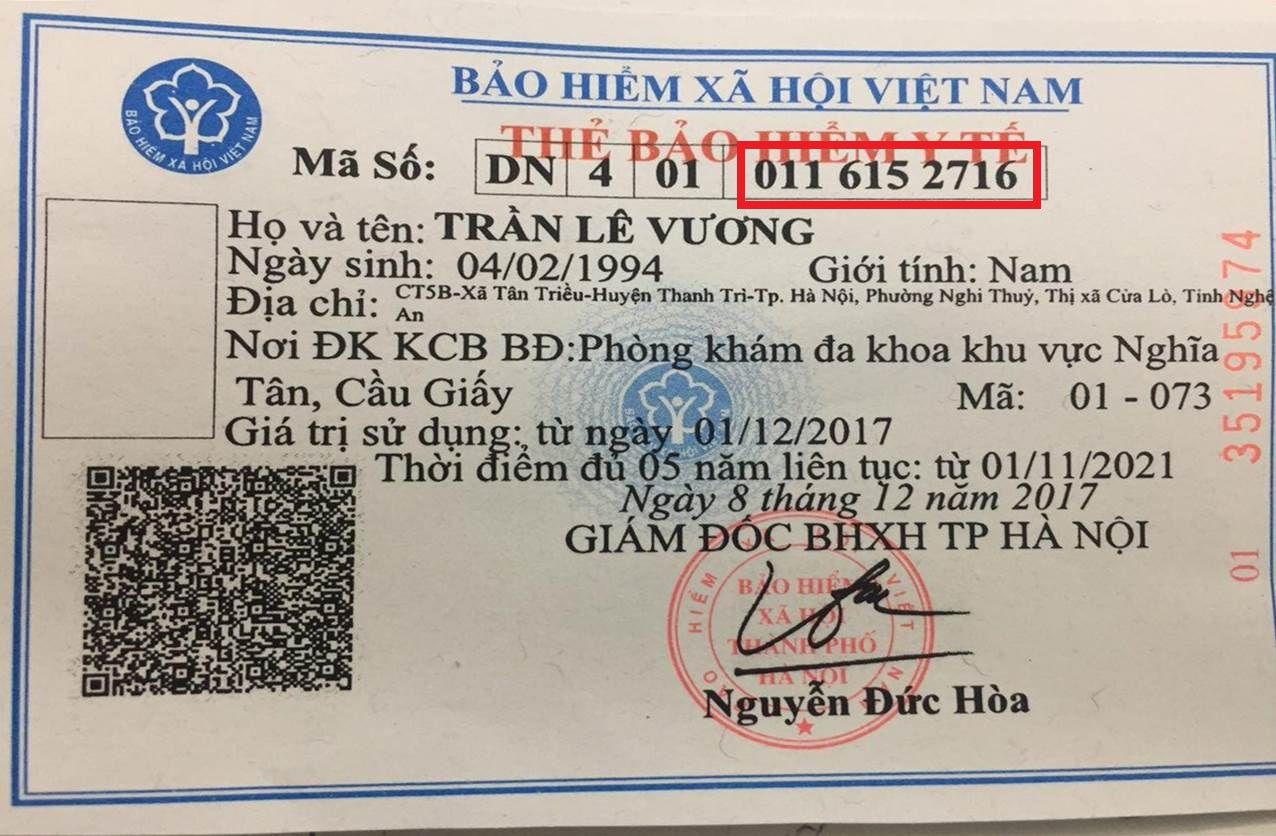 BẢO HIỂM XÃ HỘI VIỆT NAM
BẢO HIỂM XÃ HỘI VIỆT NAM
THẺ BẢO HIỂM Y TẾ
Mã Số: DN 4 01 011 615 2716
Họ và tên: TRẦN LÊ VƯƠNG
Ngày sinh: 04/02/1994 Giới tính: Nam
Địa chỉ: CT5B-Xã Tân Triều-Huyện Thanh Trì-Tp. Hà Nội, Phường Nghi Thuỷ, Thị xã Cửa Lò, Tỉnh Nghệ
An
Nơi ĐK KCB BĐ:Phòng khám đa khoa khu vực Nghĩa
Tân, Cầu Giấy Mã: 01 - 073
Giá trị sử dụng: từ ngày 01/12/2017
Thời điểm đủ 05 năm liên tục: từ 01/11/2021
Ngày 8 tháng 12 năm 2017
GIÁM ĐỐC BHXH TP HÀ NỘI
BẢO HIỂM
XÃ HỘI
THÀNH PHỐ
HÀ NỘI
BẢO HIỂM VIỆT NAM
Nguyễn Đức Hòa
01 35195874